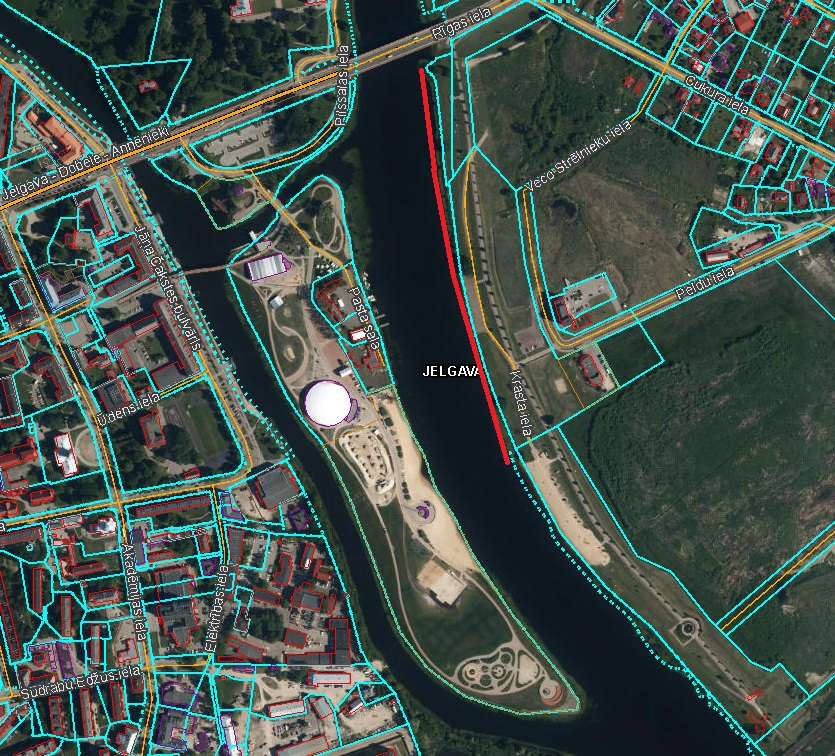 Rīgas iela
Pilssalas iela
Cukura iela
Jelgava - Dobele - Annenieki
Veco Strēlnieku iela
Jāņa Čakstes bulvāris
Peldu iela
Pasta sala
JELGAVA
Krasta iela
Ūdens iela
Akadēmijas iela
Elektrības iela
Sudrabu Edžus iela